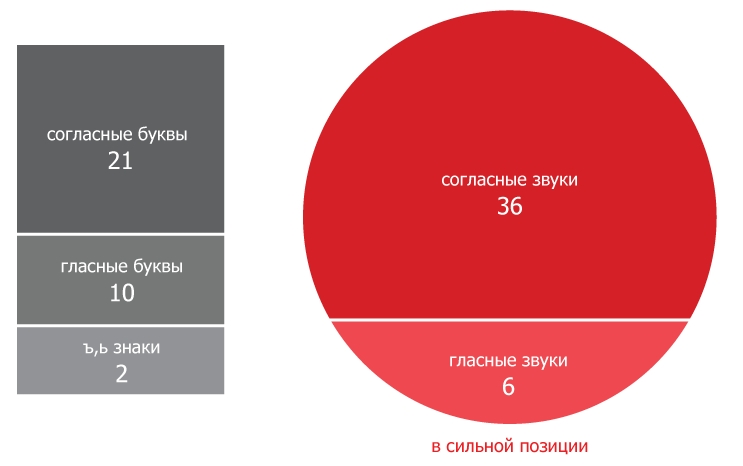 согласные буквы
21
гласные буквы
10
ъ,ь знаки
2
согласные звуки
36
гласные звуки
6
в сильной позиции